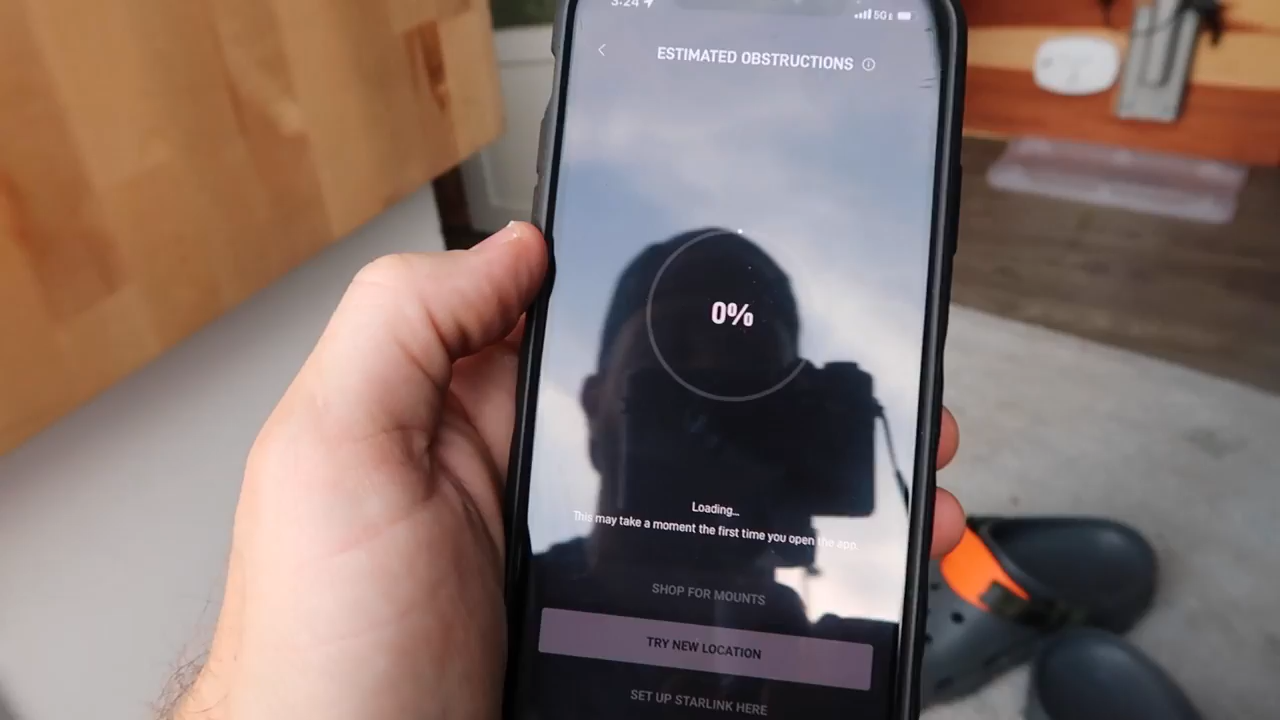 3:24
5G E
ESTIMATED OBSTRUCTIONS
0%
Loading...
This may take a moment the first time you open the app.
SHOP FOR MOUNTS
TRY NEW LOCATION
SET UP STARLINK HERE